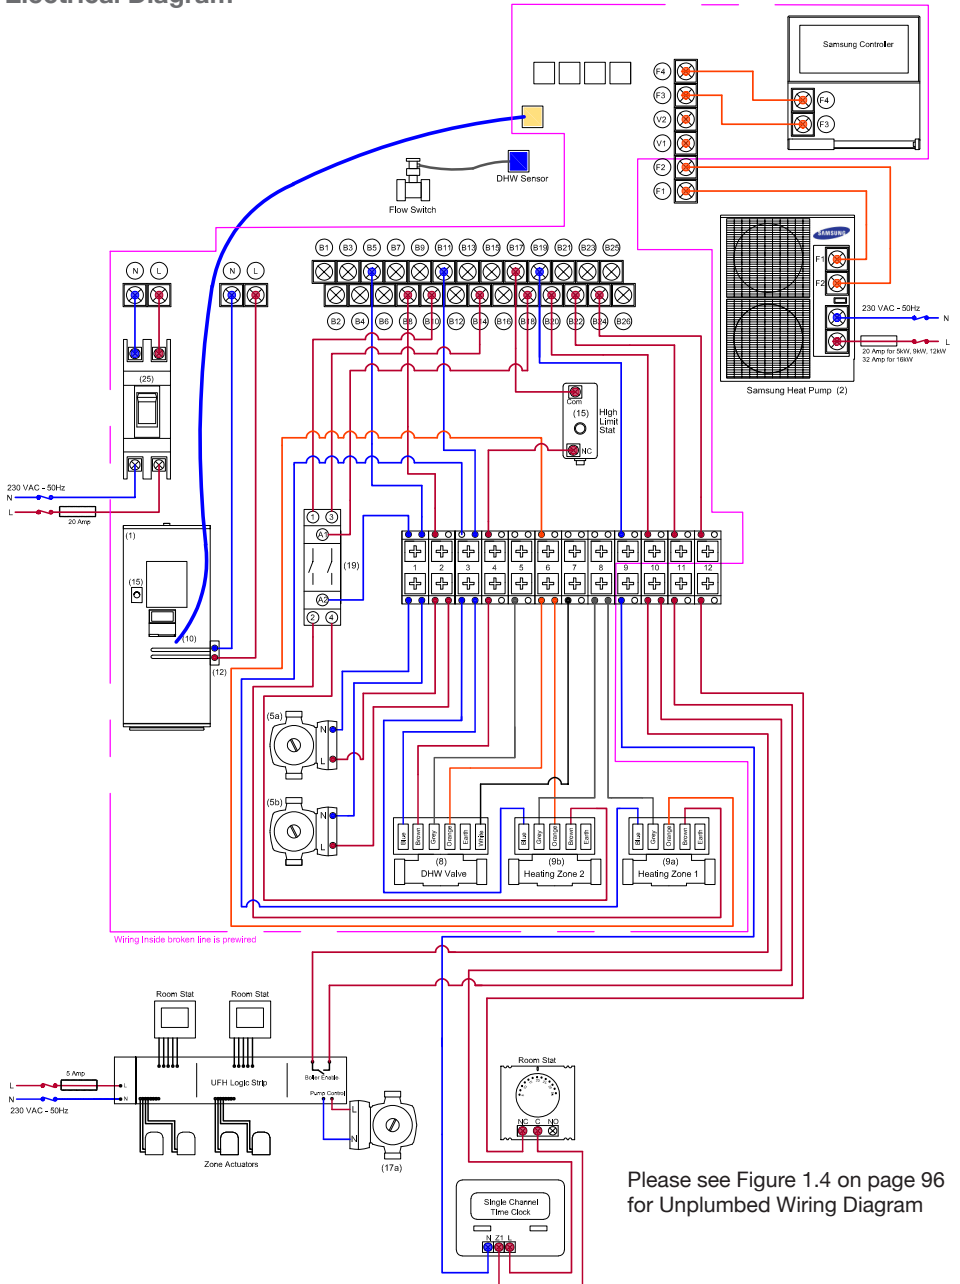 Electrical Diagram
Samsung Controller
F4
F3
V2
V1
F2
F1
F4
F3
DHW Sensor
Flow Switch
B1 B3 B5 B7 B9 B11 B13 B15 B17 B19 B21 B23 B25
B2 B4 B6 B8 B10 B12 B14 B16 B18 B20 B22 B24 B26
N L N L
SAMSUNG
F1
F2
230 VAC - 50Hz
N
L
20 Amp for 5kW, 9kW, 12kW
32 Amp for 16kW
Samsung Heat Pump (2)
(25)
Com
(15)
High
Limit
Stat
NC
230 VAC - 50Hz
N
L
20 Amp
1 3
A1
(19)
A2
2 4
1 2 3 4 5 6 7 8 9 10 11 12
(1)
(15)
(10)
(12)
(5a)
N
L
(5b)
N
L
Blue Brown Grey Orange Earth White
(8)
DHW Valve
Blue Grey Orange Brown Earth
(9b)
Heating Zone 2
Blue Grey Orange Brown Earth
(9a)
Heating Zone 1
Wiring inside broken line is prewired
Room Stat Room Stat
5 Amp
L
N
230 VAC - 50Hz
L
N
UFH Logic Strip
Boiler Enable
Pump Control
L
N
(17a)
Zone Actuators
Room Stat
NC C NO
Single Channel
Time Clock
N Z1 L
Please see Figure 1.4 on page 96
for Unplumbed Wiring Diagram